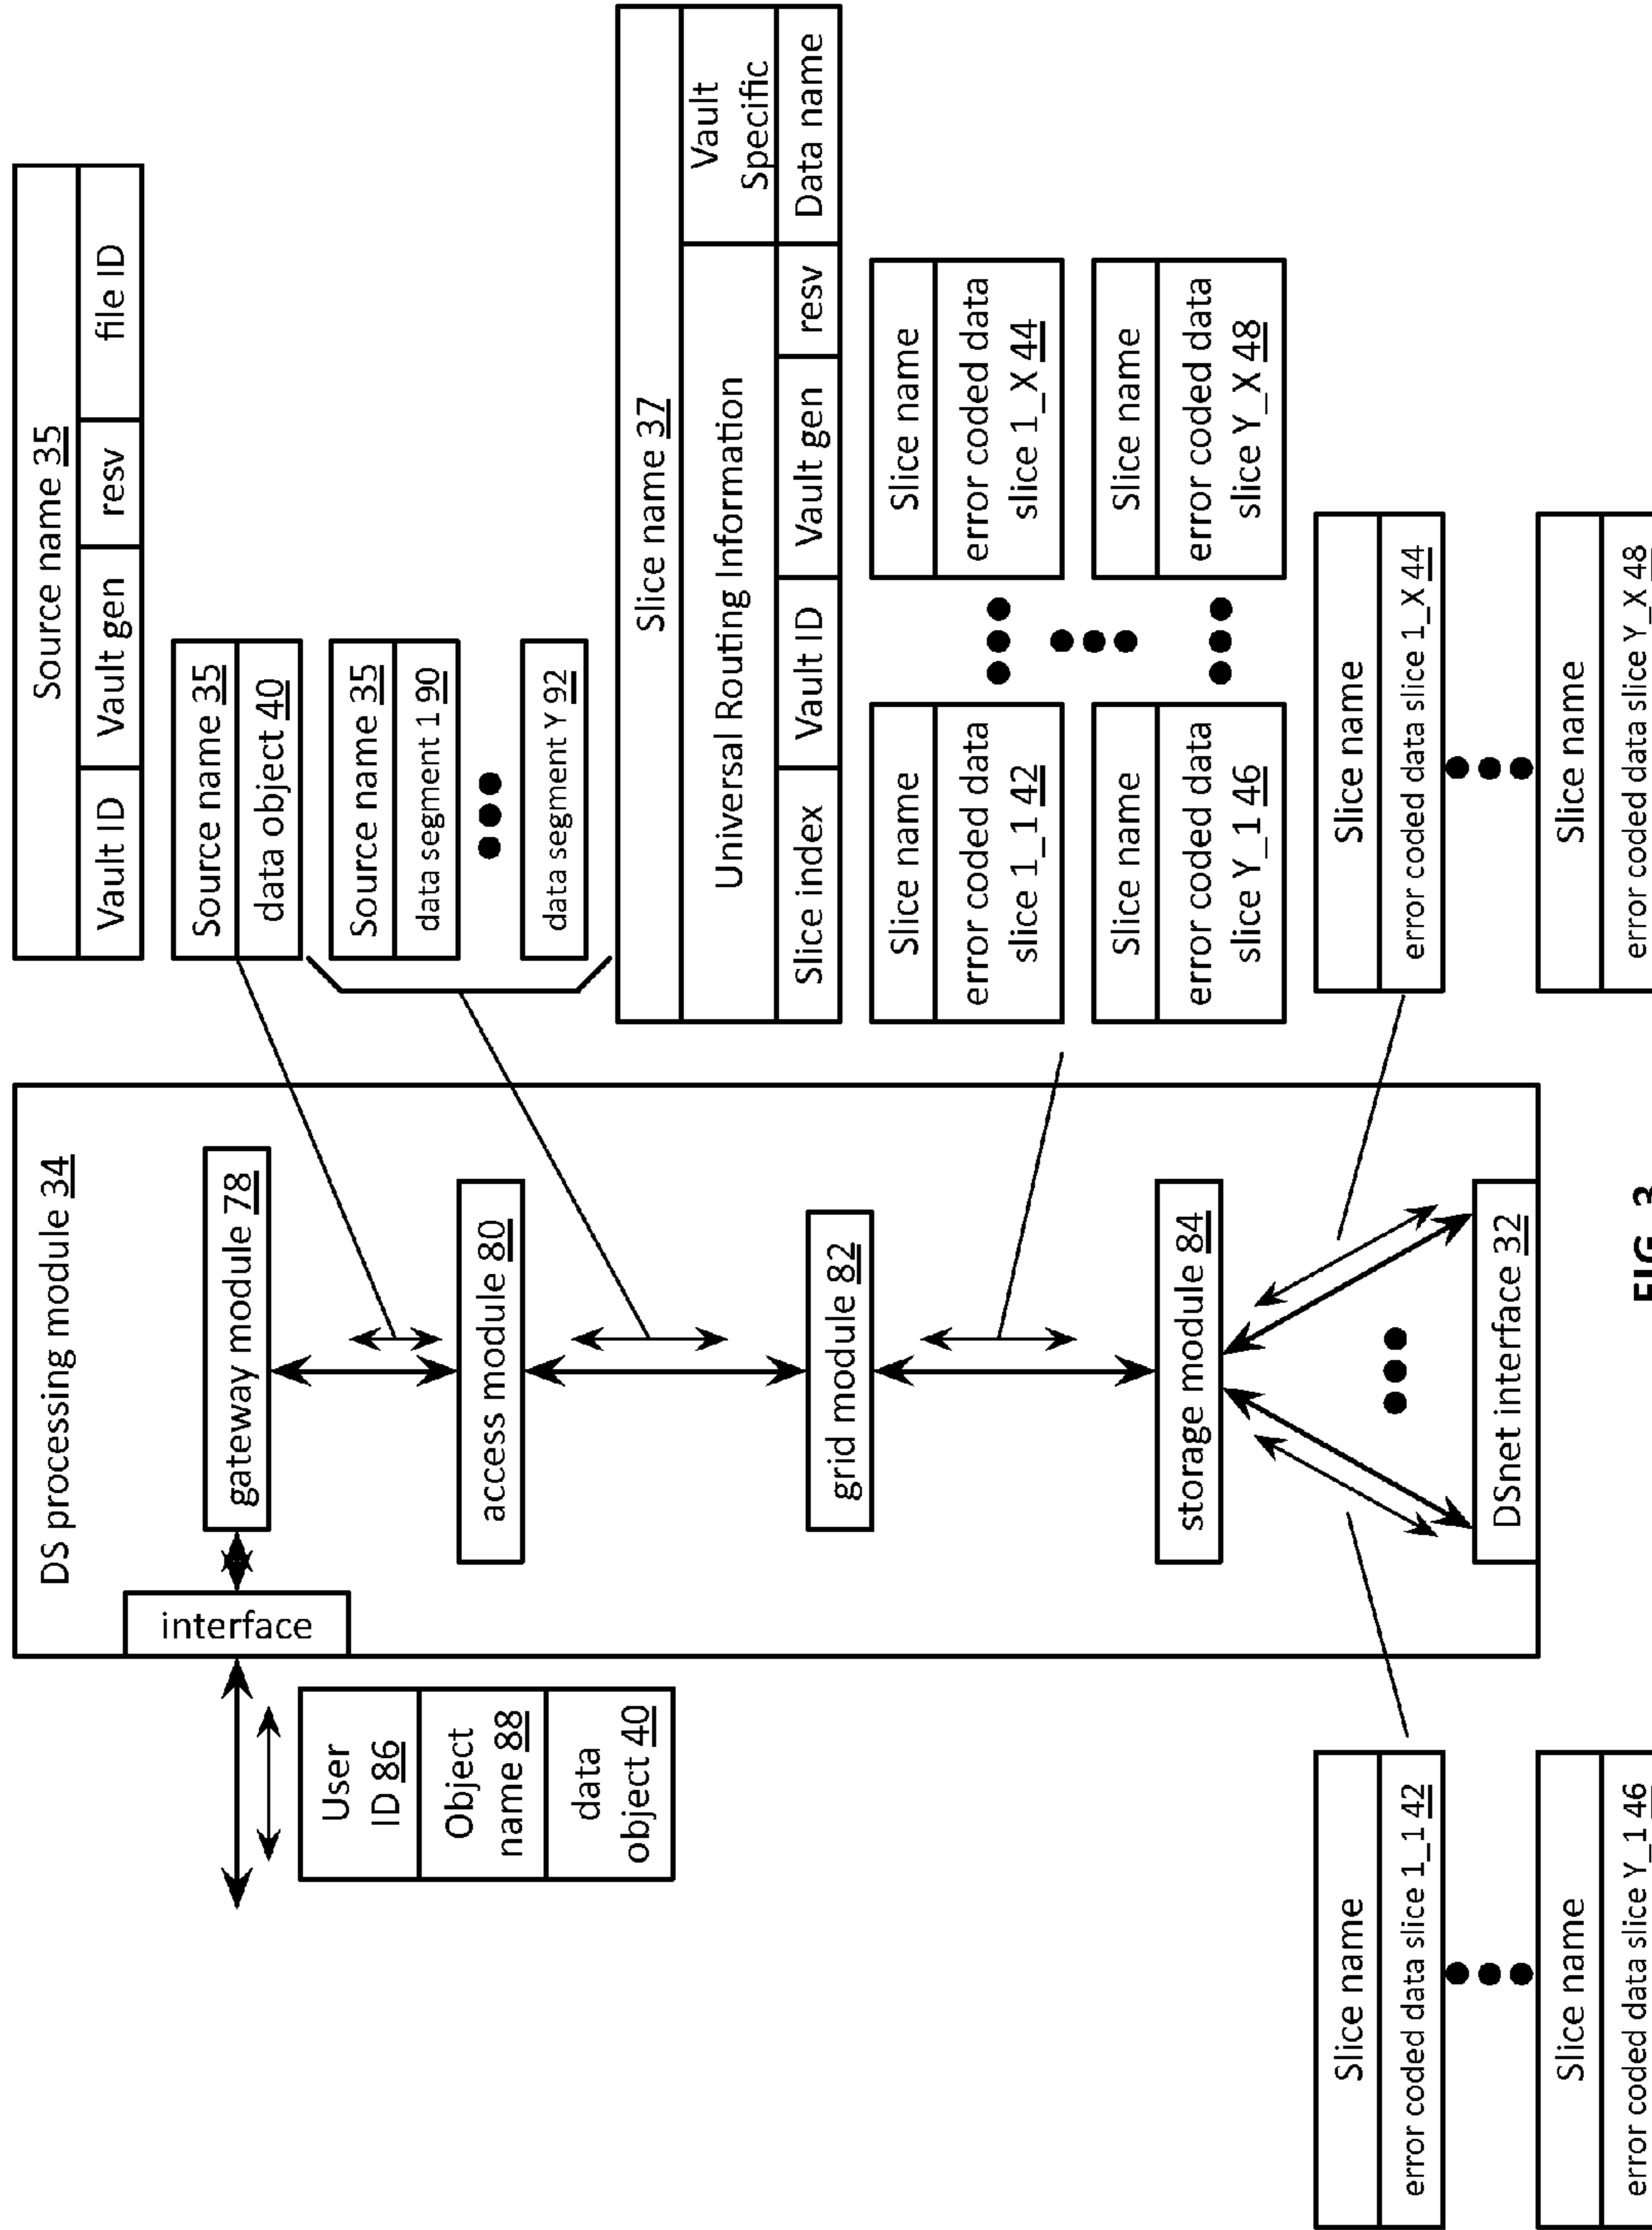 DS processing module 34
interface
gateway module 78
access module 80
grid module 82
storage module 84
DSnet interface 32
User
ID 86
Object
name 88
data
object 40
Source name 35
Vault ID
Vault gen
resv
file ID
Source name 35
data object 40
Source name 35
data segment 1 90
data segment Y 92
Slice name 37
Universal Routing Information
Vault
Specific
Slice index
Vault ID
Vault gen
resv
Data name
Slice name
error coded data
slice 1_1 42
Slice name
error coded data
slice 1_X 44
Slice name
error coded data
slice Y_1 46
Slice name
error coded data
slice Y_X 48
Slice name
error coded data slice 1_1 42
Slice name
error coded data slice Y_1 46
Slice name
error coded data slice 1_X 44
Slice name
error coded data slice Y_X 48
FIG. 3